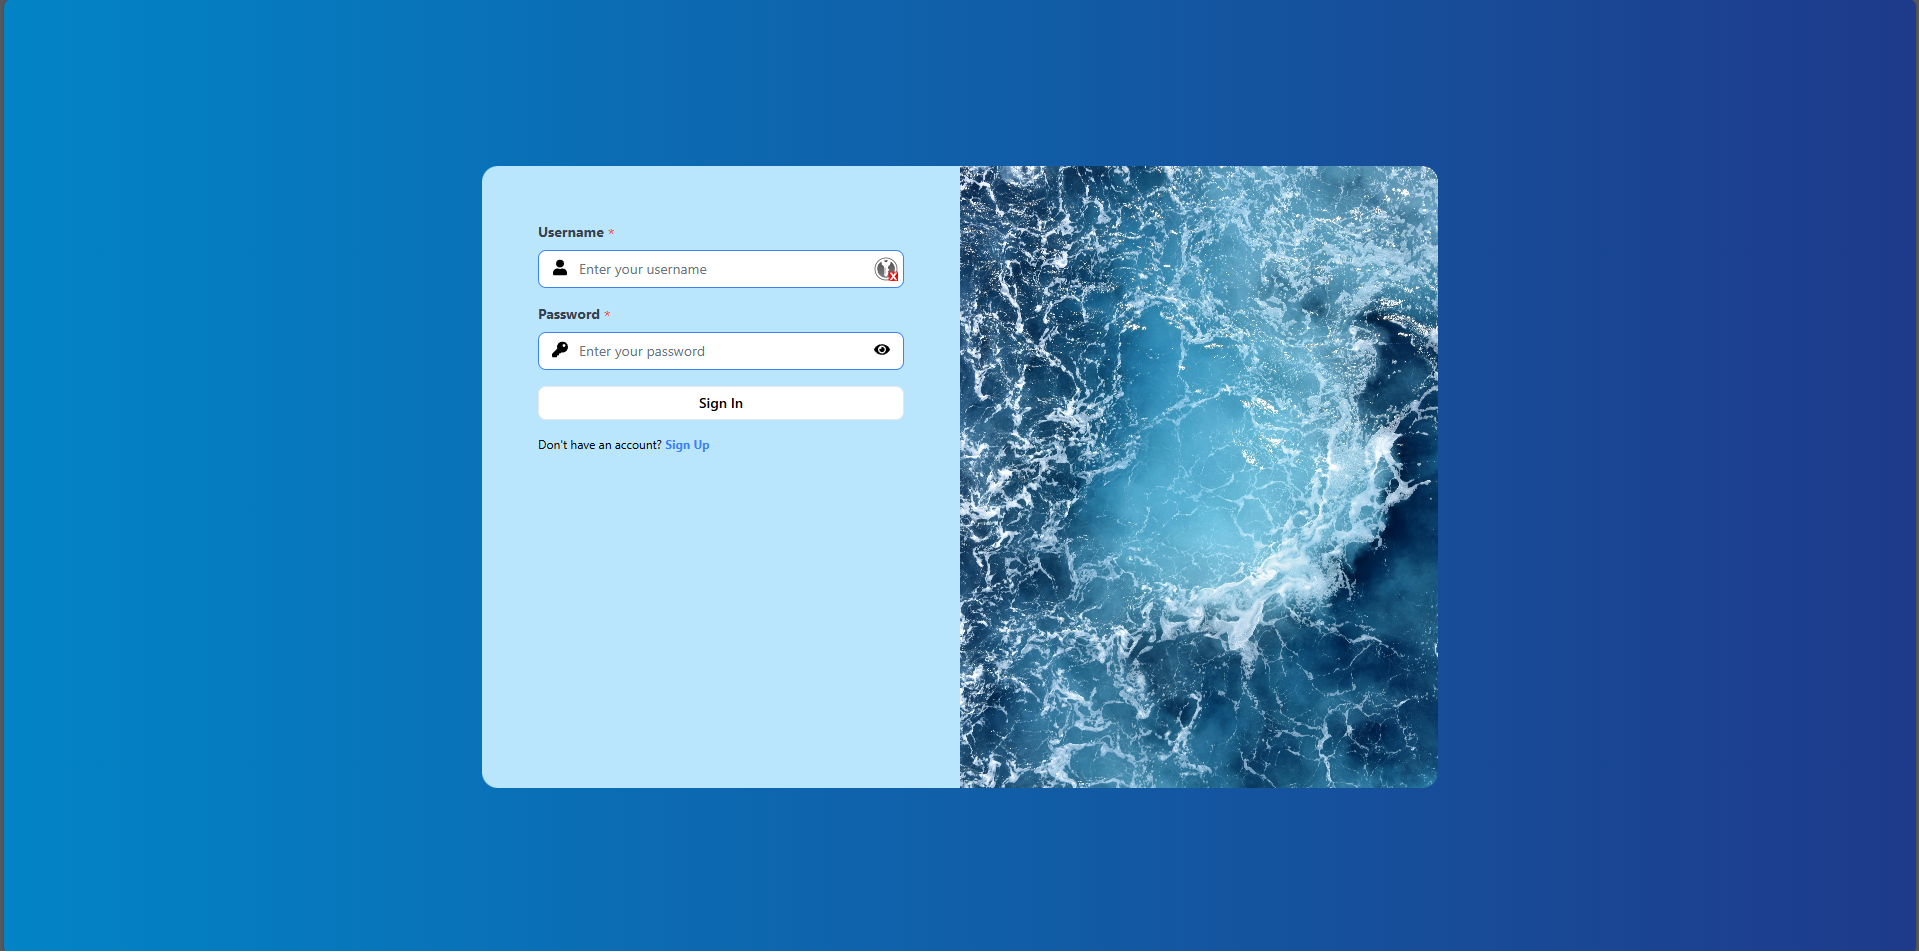 Username *
Enter your username
Password *
Enter your password
Sign In
Don't have an account? Sign Up